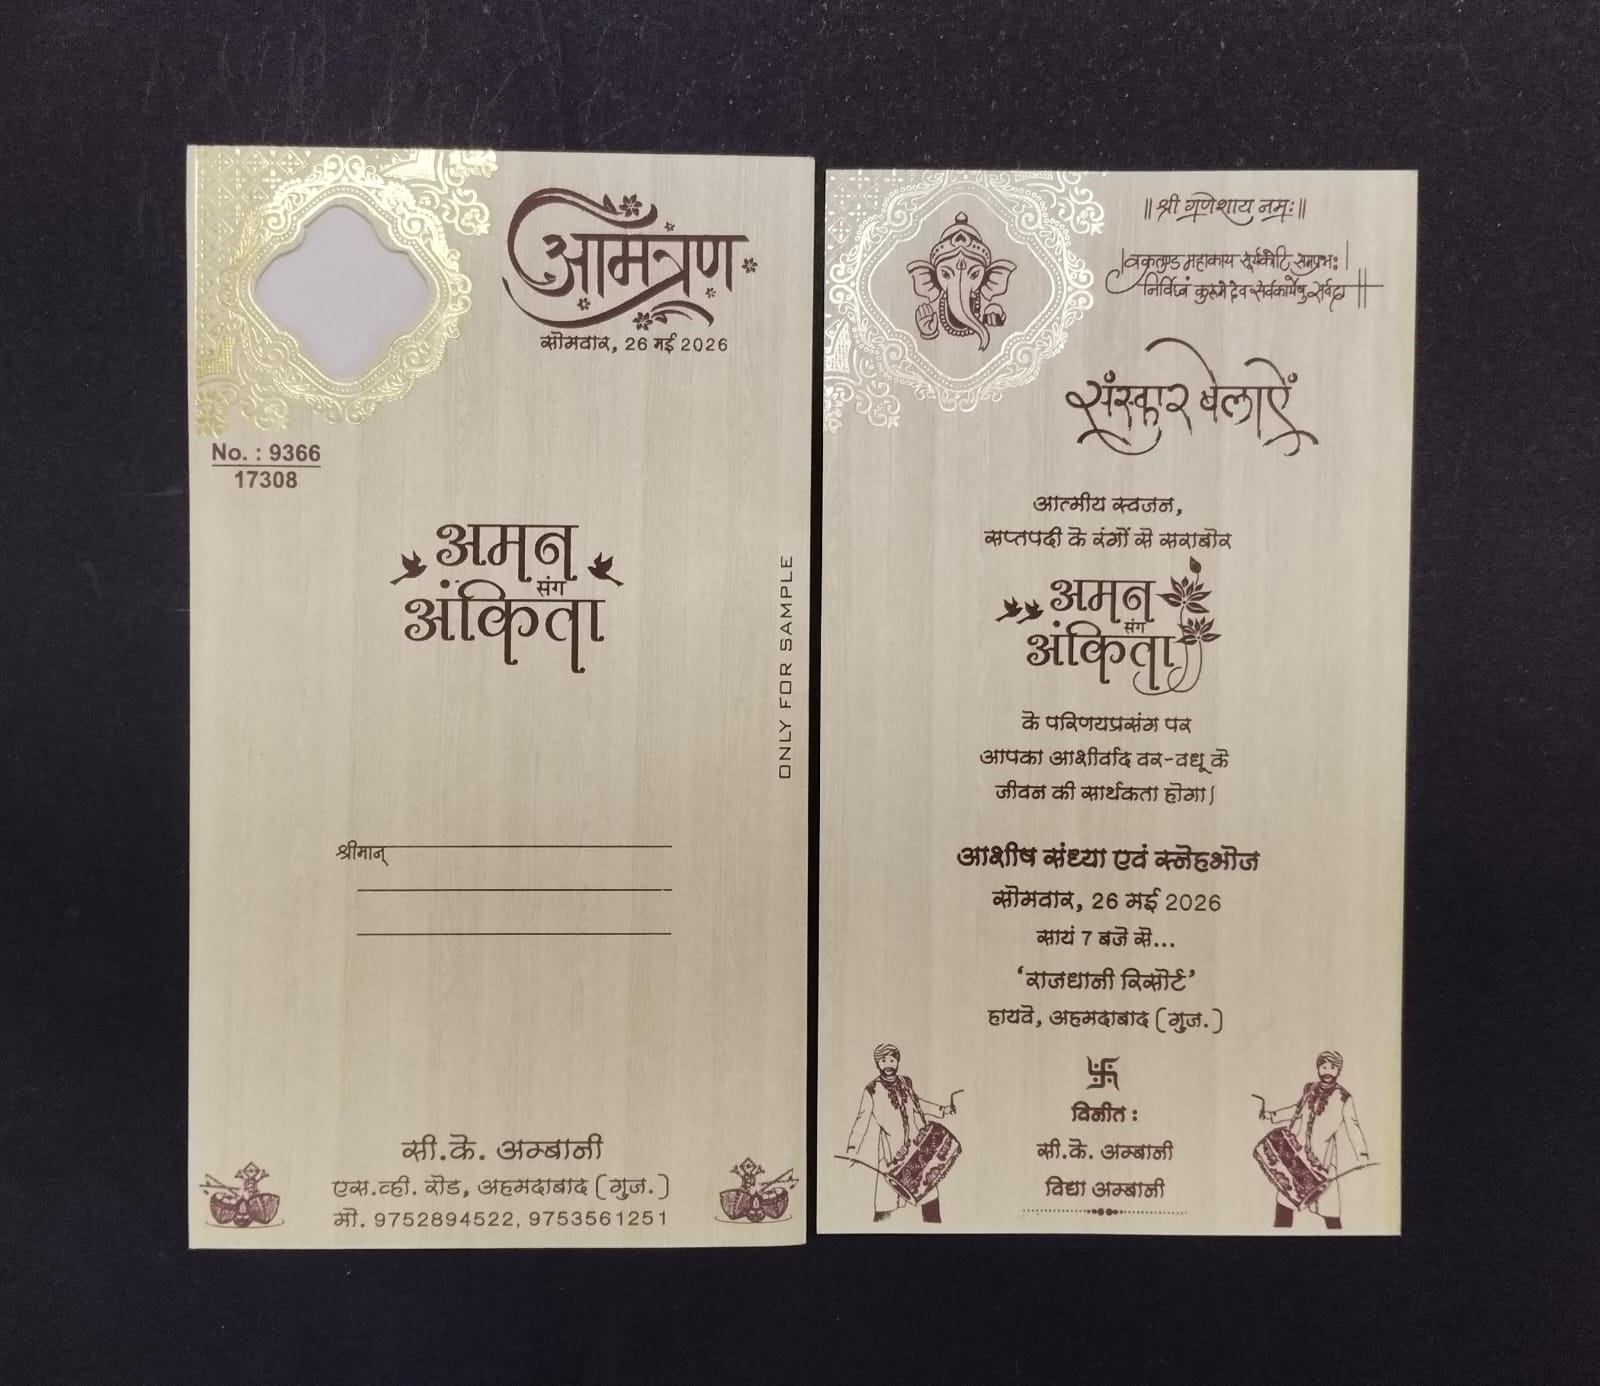 आमंत्रण
सोमवार, 26 मई 2026
No. : 9366
17308
अमन
संग
अंकिता
ONLY FOR SAMPLE
श्रीमान्
सी.के. अम्बानी
एस.व्ही. रोड, अहमदाबाद (गुज.)
मो. 9752894522, 9753561251
|| श्री गणेशाय नमः ||
|वक्रतुण्ड महाकाय सूर्यकोटि समप्रभः|
निर्विघ्नं कुरुमे देव सर्वकार्येषु सर्वदा ||
संस्कार बेलाऐं
आत्मीय स्वजन,
सप्तपदी के रंगों से सराबोर
अमन
संग
अंकिता
के परिणयप्रसंग पर
आपका आशीर्वाद वर-वधू के
जीवन की सार्थकता होगा|
आशीष संध्या एवं स्नेहभोज
सोमवार, 26 मई 2026
सायं 7 बजे से...
‘राजधानी रिसोर्ट’
हायवे, अहमदाबाद (गुज.)
विनीत :
सी.के. अम्बानी
विद्या अम्बानी